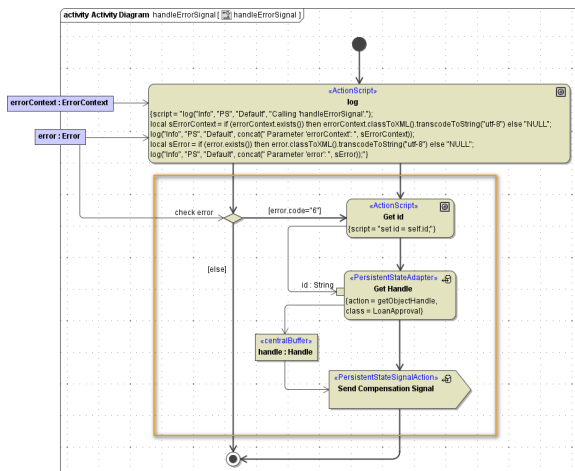 activity Activity Diagram handleErrorSignal [ handleErrorSignal ]
errorContext : ErrorContext
error : Error
«ActionScript»
log
{script = "log("Info", "PS", "Default", "Calling 'handleErrorSignal'.");
local sErrorContext = if (errorContext.exists()) then errorContext.classToXML().transcodeToString("utf-8") else "NULL";
log("Info", "PS", "Default", concat(" Parameter 'errorContext': ", sErrorContext));
local sError = if (error.exists()) then error.classToXML().transcodeToString("utf-8") else "NULL";
log("Info", "PS", "Default", concat(" Parameter 'error': ", sError));"}
check error
[error.code="6"]
«ActionScript»
Get id
{script = "set id = self.id;"}
[else]
id : String
«PersistentStateAdapter»
Get Handle
{action = getObjectHandle,
class = LoanApproval}
«centralBuffer»
handle : Handle
«PersistentStateSignalAction»
Send Compensation Signal